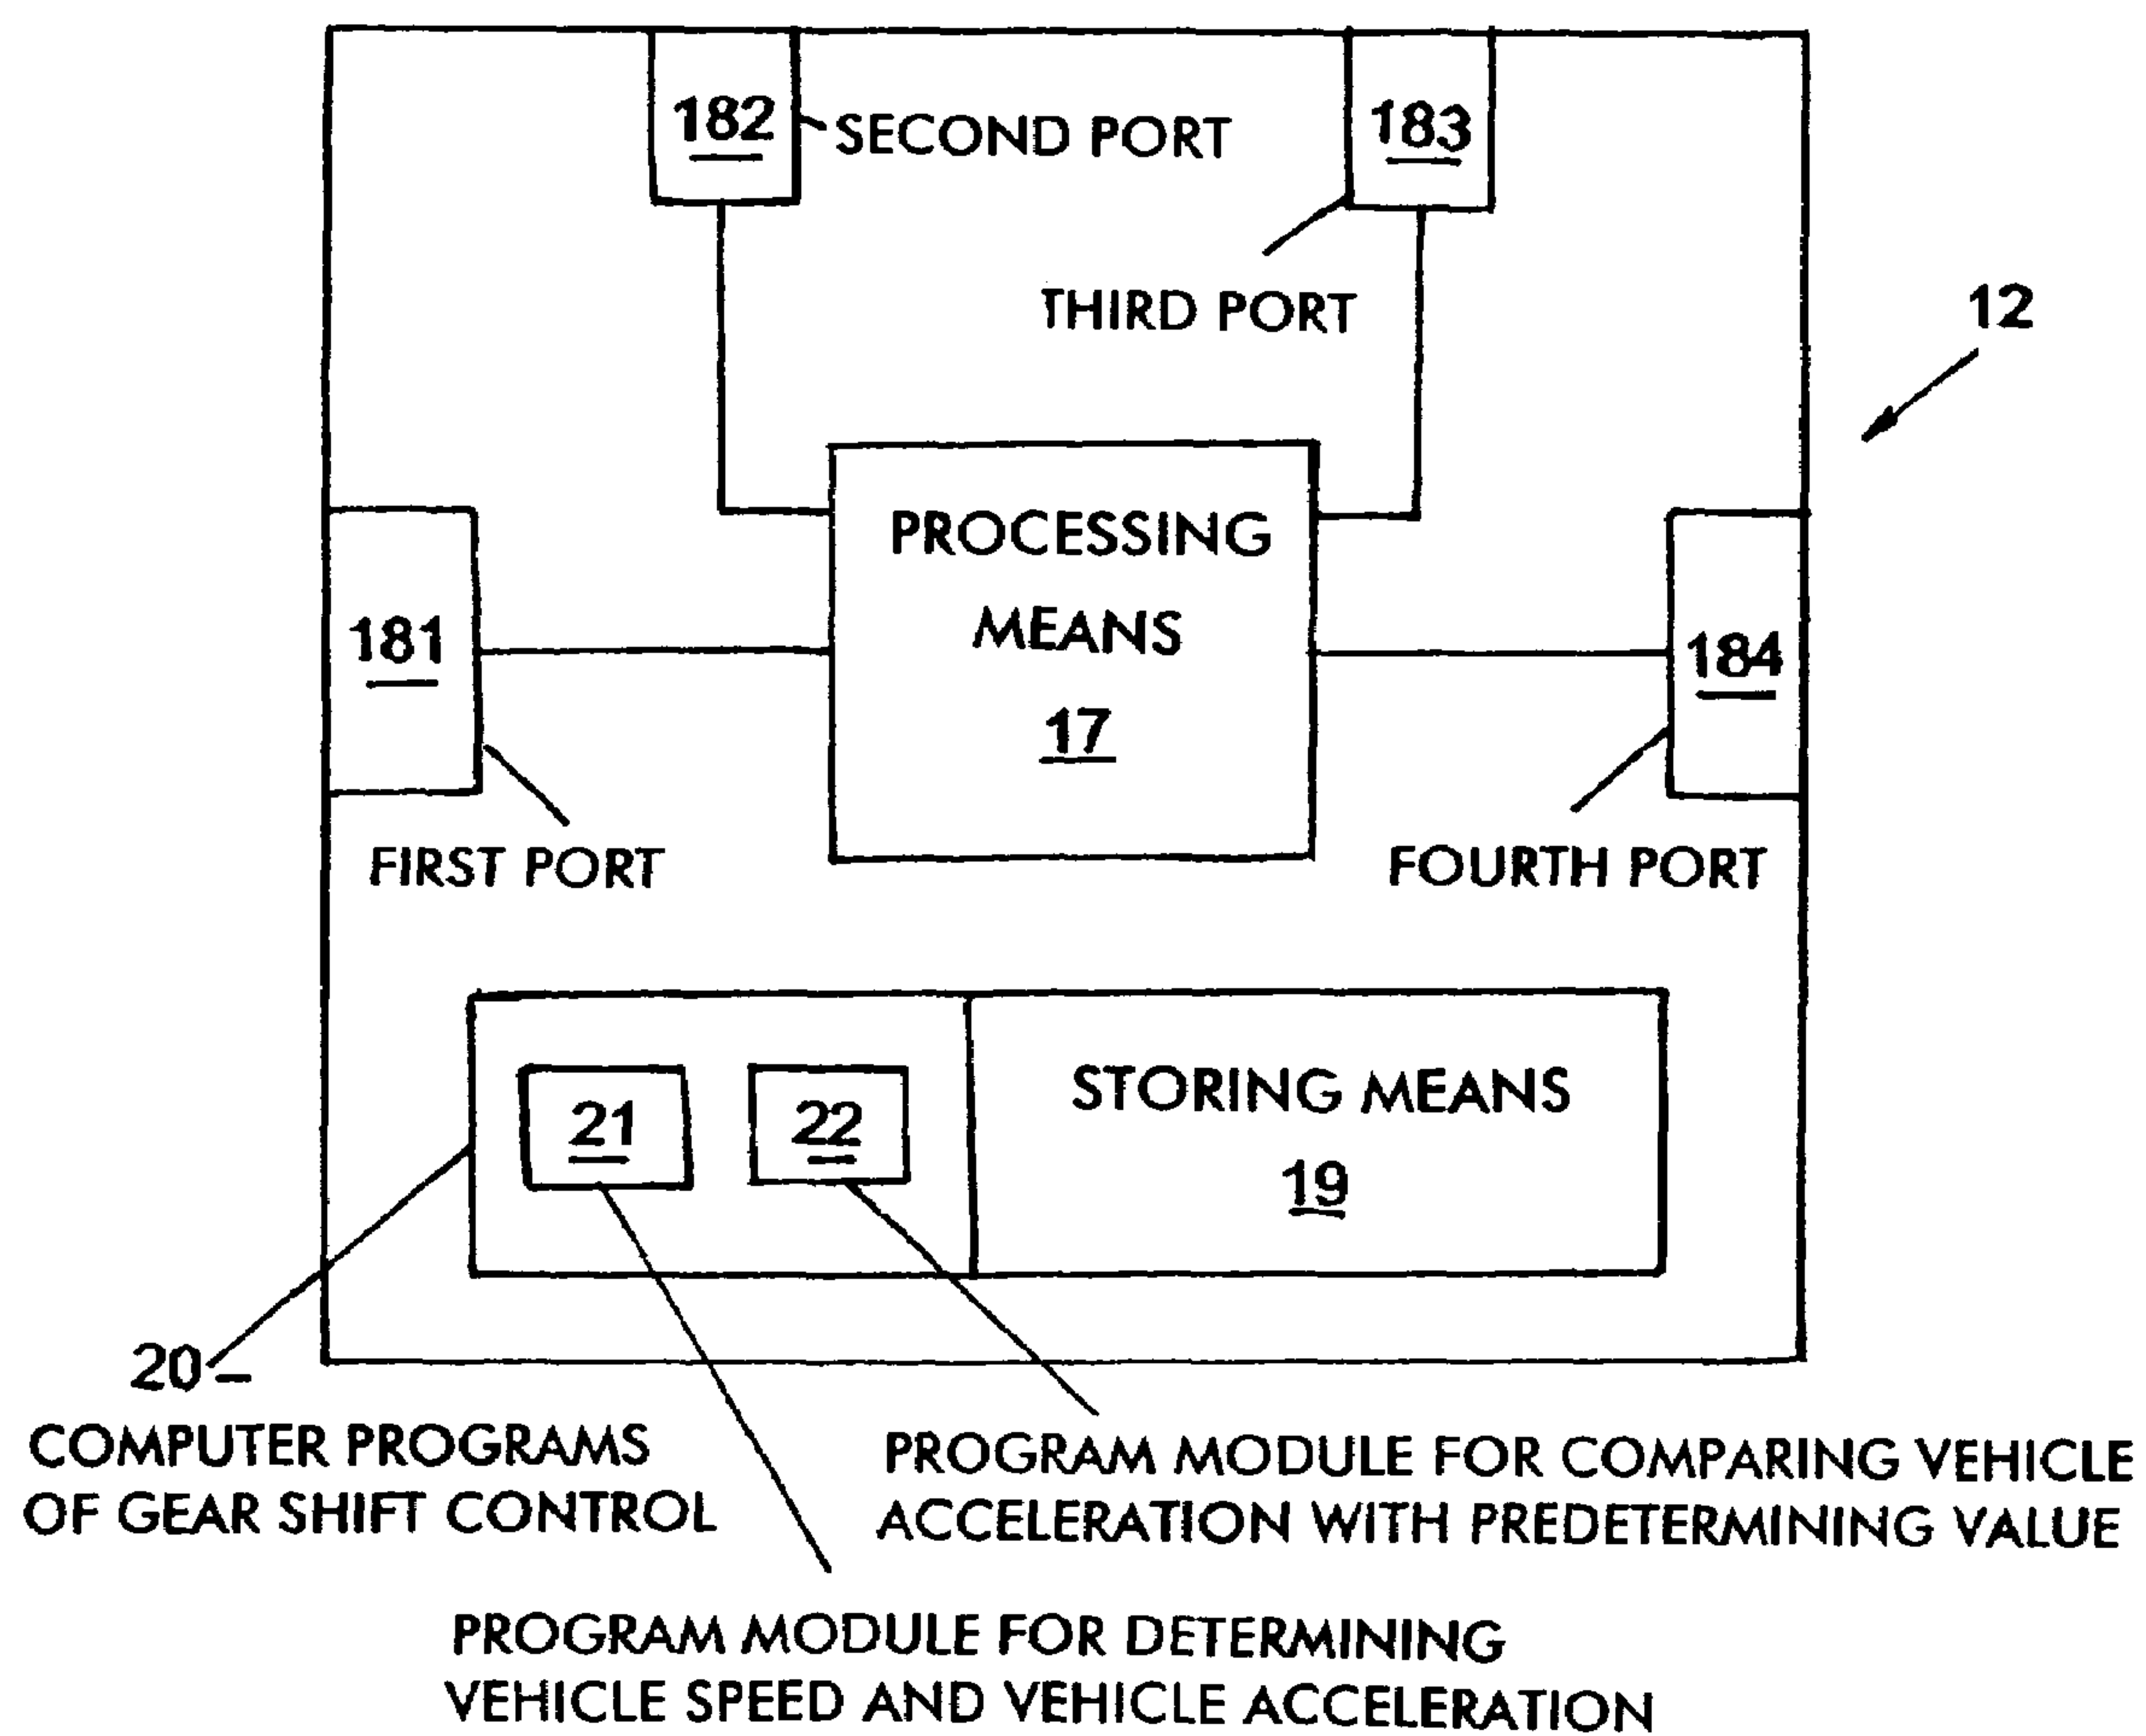 182
SECOND PORT
183
THIRD PORT
12
PROCESSING
MEANS
17
181
184
FIRST PORT
FOURTH PORT
21
22
STORING MEANS
19
20
COMPUTER PROGRAMS
OF GEAR SHIFT CONTROL
PROGRAM MODULE FOR COMPARING VEHICLE
ACCELERATION WITH PREDETERMINING VALUE
PROGRAM MODULE FOR DETERMINING
VEHICLE SPEED AND VEHICLE ACCELERATION